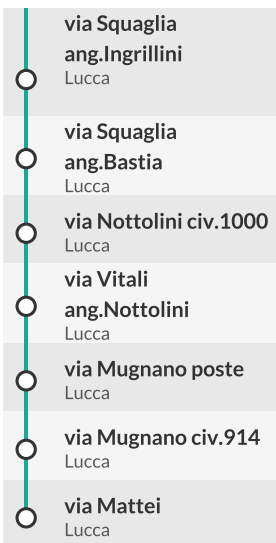 via Squaglia
ang.Ingrillini
Lucca
via Squaglia
ang.Bastia
Lucca
via Nottolini civ.1000
Lucca
via Vitali
ang.Nottolini
Lucca
via Mugnano poste
Lucca
via Mugnano civ.914
Lucca
via Mattei
Lucca